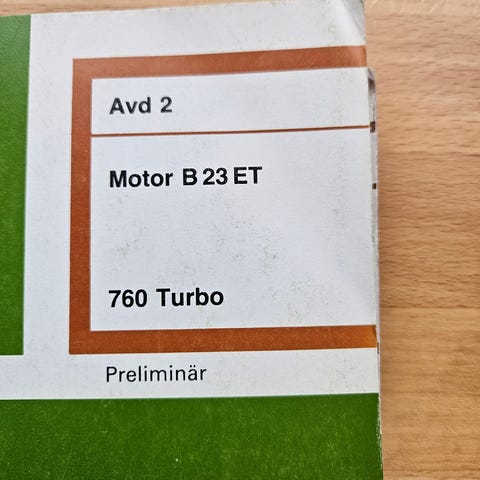 Avd 2
Motor B 23 ET
760 Turbo
Preliminär